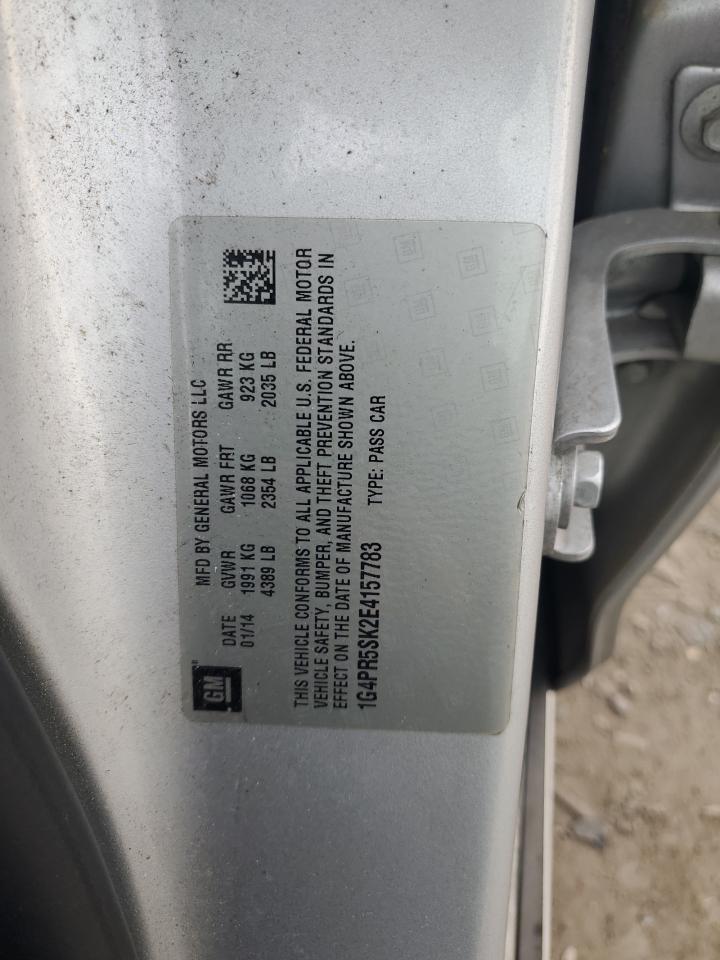 GM®
MFD BY GENERAL MOTORS LLC
DATE GVWR GAWR FRT GAWR RR
01/14 1991 KG 1068 KG 923 KG
4389 LB 2354 LB 2035 LB
THIS VEHICLE CONFORMS TO ALL APPLICABLE U.S. FEDERAL MOTOR
VEHICLE SAFETY, BUMPER, AND THEFT PREVENTION STANDARDS IN
EFFECT ON THE DATE OF MANUFACTURE SHOWN ABOVE.
1G4PR5SK2E4157783 TYPE: PASS CAR